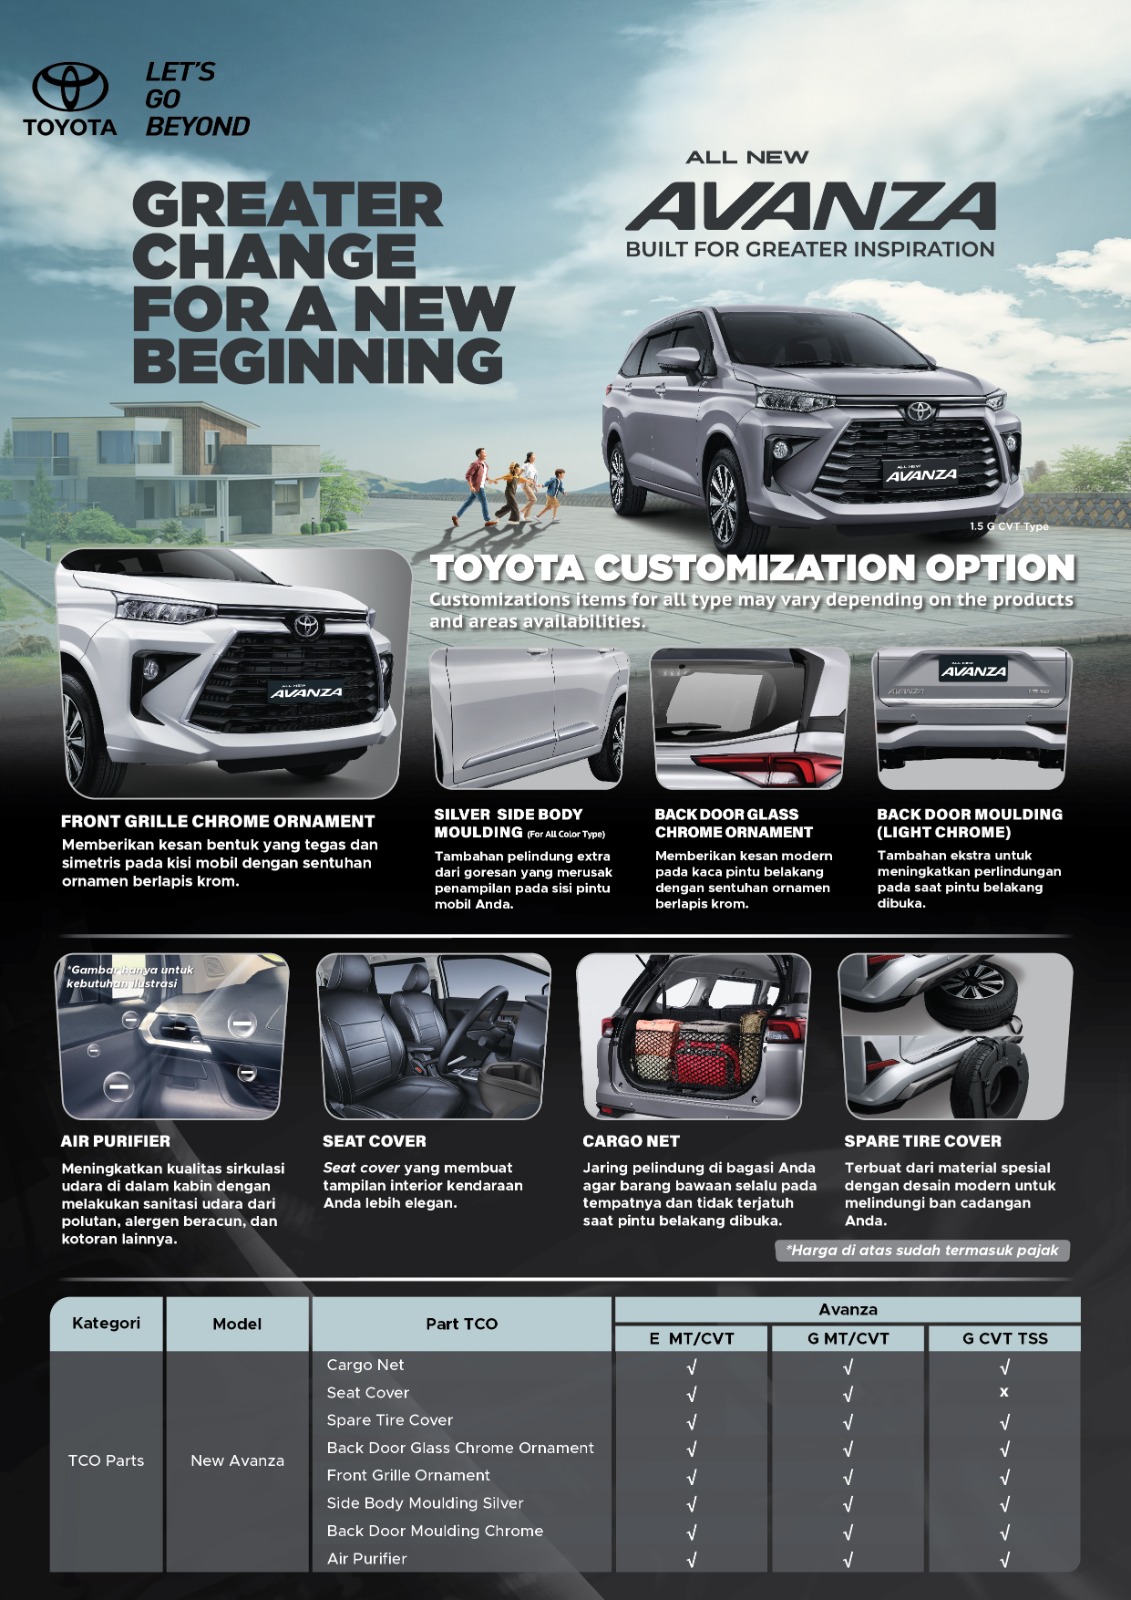 TOYOTA
LET'S
GO
BEYOND
GREATER
CHANGE
FOR A NEW
BEGINNING
ALL NEW
AVANZA
BUILT FOR GREATER INSPIRATION
ALL NEW
AVANZA
1.5 G CVT Type
TOYOTA CUSTOMIZATION OPTION
Customizations items for all type may vary depending on the products
and areas availabilities.
ALL NEW
AVANZA
FRONT GRILLE CHROME ORNAMENT
Memberikan kesan bentuk yang tegas dan
simetris pada kisi mobil dengan sentuhan
ornamen berlapis krom.
SILVER SIDE BODY
MOULDING (For All Color Type)
Tambahan pelindung extra
dari goresan yang merusak
penampilan pada sisi pintu
mobil Anda.
BACK DOOR GLASS
CHROME ORNAMENT
Memberikan kesan modern
pada kaca pintu belakang
dengan sentuhan ornamen
berlapis krom.
ALL NEW
AVANZA
AVANZA
BACK DOOR MOULDING
(LIGHT CHROME)
Tambahan ekstra untuk
meningkatkan perlindungan
pada saat pintu belakang
dibuka.
*Gambar hanya untuk
kebutuhan ilustrasi
AIR PURIFIER
Meningkatkan kualitas sirkulasi
udara di dalam kabin dengan
melakukan sanitasi udara dari
polutan, alergen beracun, dan
kotoran lainnya.
SEAT COVER
Seat cover yang membuat
tampilan interior kendaraan
Anda lebih elegan.
CARGO NET
Jaring pelindung di bagasi Anda
agar barang bawaan selalu pada
tempatnya dan tidak terjatuh
saat pintu belakang dibuka.
SPARE TIRE COVER
Terbuat dari material spesial
dengan desain modern untuk
melindungi ban cadangan
Anda.
*Harga di atas sudah termasuk pajak
Kategori Model Part TCO Avanza
E MT/CVT G MT/CVT G CVT TSS
Cargo Net √ √ √
Seat Cover √ √ x
Spare Tire Cover √ √ √
Back Door Glass Chrome Ornament √ √ √
TCO Parts New Avanza
Front Grille Ornament √ √ √
Side Body Moulding Silver √ √ √
Back Door Moulding Chrome √ √ √
Air Purifier √ √ √